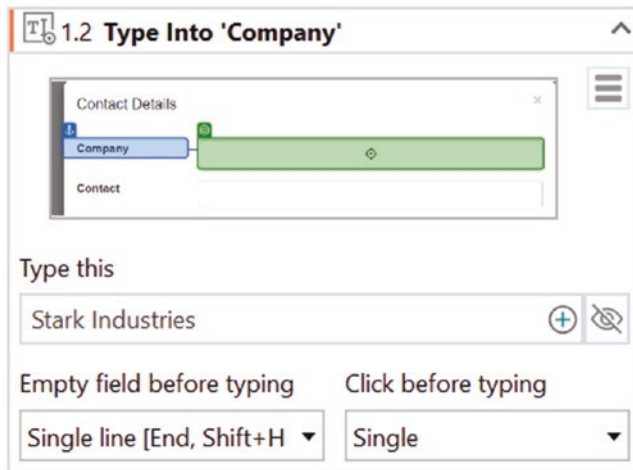 1.2 Type Into 'Company'
Contact Details
Company
Contact
Type this
Stark Industries
Empty field before typing Click before typing
Single line [End, Shift+H Single